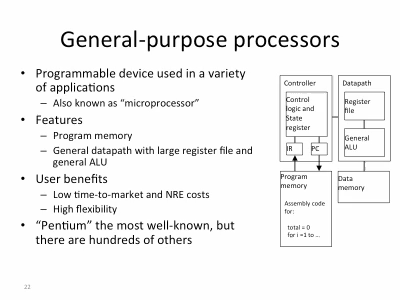 General-purpose processors
• Programmable device used in a variety
of applications
– Also known as “microprocessor”
• Features
– Program memory
– General datapath with large register file and
general ALU
• User benefits
– Low time-to-market and NRE costs
– High flexibility
• “Pentium” the most well-known, but
there are hundreds of others
Controller
Control
logic and
State
register
IR
PC
Datapath
Register
file
General
ALU
Program
memory
Assembly code
for:
total = 0
for i =1 to …
Data
memory
22